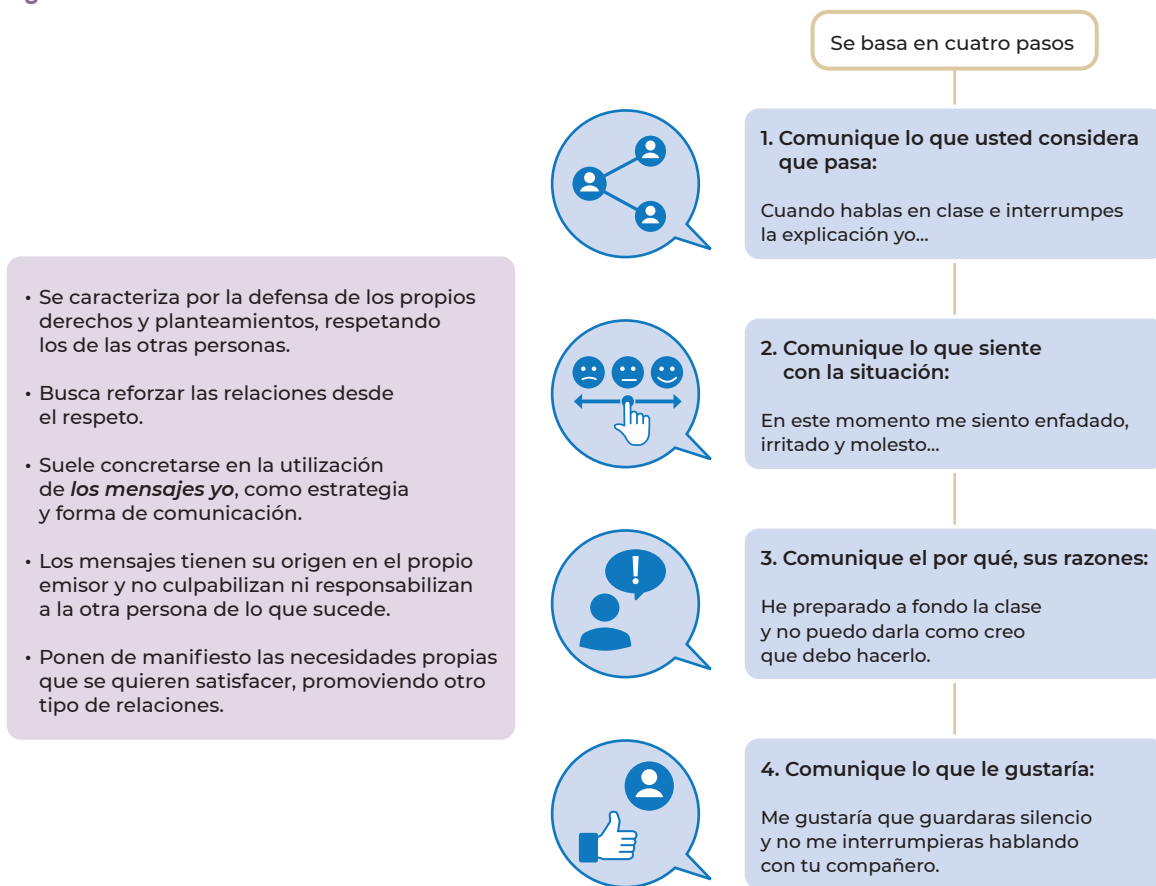 Se basa en cuatro pasos
1. Comunique lo que usted considera
que pasa:
Cuando hablas en clase e interrumpes
la explicación yo...
• Se caracteriza por la defensa de los propios
derechos y planteamientos, respetando
los de las otras personas.
• Busca reforzar las relaciones desde
el respeto.
• Suele concretarse en la utilización
de los mensajes yo, como estrategia
y forma de comunicación.
• Los mensajes tienen su origen en el propio
emisor y no culpabilizan ni responsabilizan
a la otra persona de lo que sucede.
• Ponen de manifiesto las necesidades propias
que se quieren satisfacer, promoviendo otro
tipo de relaciones.
2. Comunique lo que siente
con la situación:
En este momento me siento enfadado,
irritado y molesto...
3. Comunique el por qué, sus razones:
He preparado a fondo la clase
y no puedo darla como creo
que debo hacerlo.
4. Comunique lo que le gustaría:
Me gustaría que guardaras silencio
y no me interrumpieras hablando
con tu compañero.